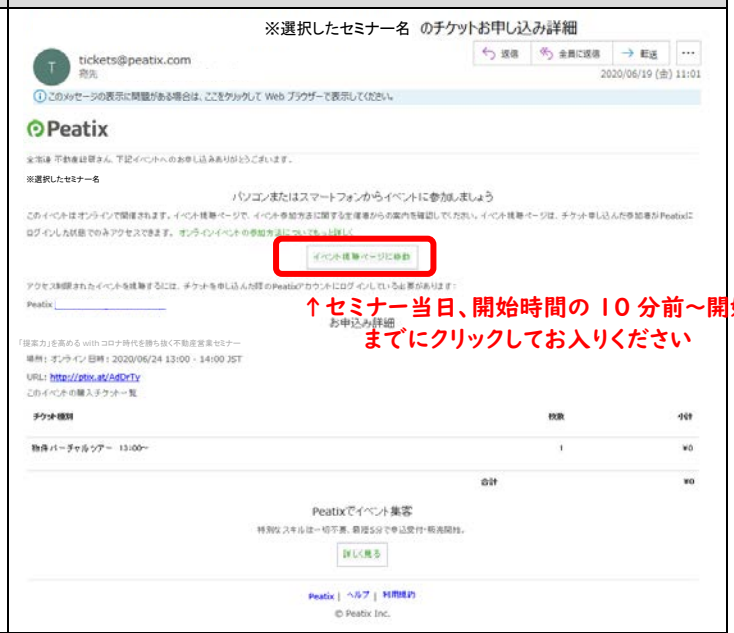 ※選択したセミナー名 のチケットお申し込み詳細
T
tickets@peatix.com
宛先
返信
全員に返信
転送
2020/06/19 (金) 11:01
このメッセージの表示に問題がある場合は、ここをクリックして Web ブラウザーで表示してください。
Peatix
さん、下記イベントへのお申し込みありがとうございます。
※選択したセミナー名
パソコンまたはスマートフォンからイベントに参加しましょう
このイベントはオンラインで開催されます。イベント視聴ページで、イベント参加方法に関する主催者からの案内を確認してください。イベント視聴ページは、チケット申し込んだ参加者がPeatixに
ログインした状態でのみアクセスできます。 オンラインイベントの参加方法についてもっと詳しく
イベント視聴ページに移動
アクセス制限されたイベントを視聴するには、チケットを申し込んだ際のPeatixアカウントにログインしている必要があります:
Peatix
↑セミナー当日、開始時間の 10 分前～開始
までにクリックしてお入りください
お申込み詳細
「提案力」を高める with コロナ時代を勝ち抜く不動産営業セミナー
場所: オンライン 日時: 2020/06/24 13:00 - 14:00 JST
URL: http://ptix.at/AdDrTy
このイベントの購入チケット一覧
チケット種別 枚数 小計
物件バーチャルツアー 13:00～ 1 ¥0
合計 ¥0
Peatixでイベント集客
特別なスキルは一切不要、最短5分で申込受付・販売開始。
詳しく見る
Peatix | ヘルプ | 利用規約
© Peatix Inc.